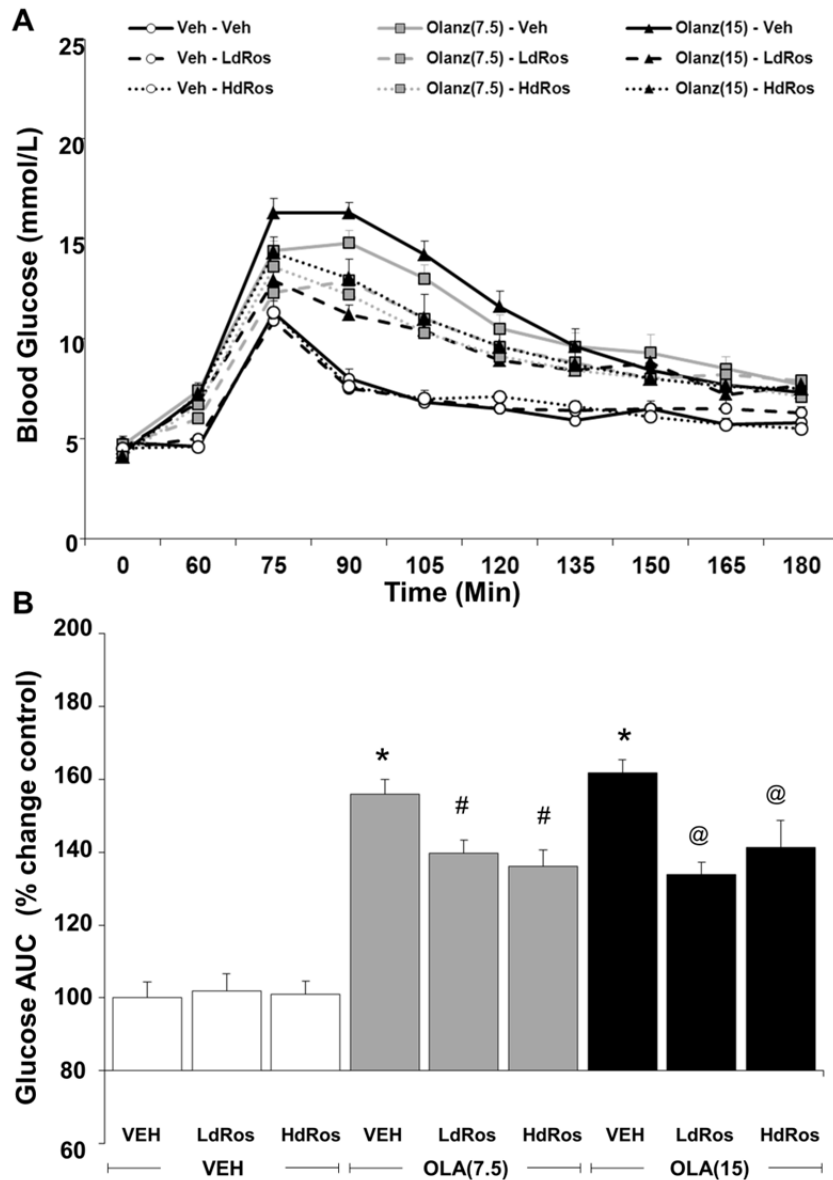 A
Veh - Veh Olanz(7.5) - Veh Olanz(15) - Veh
Veh - LdRos Olanz(7.5) - LdRos Olanz(15) - LdRos
Veh - HdRos Olanz(7.5) - HdRos Olanz(15) - HdRos
Blood Glucose (mmol/L)
25
20
15
10
5
0
0 60 75 90 105 120 135 150 165 180
Time (Min)
B
Glucose AUC (% change control)
200
180
160
140
120
100
80
60
* # # * @ @
VEH LdRos HdRos VEH LdRos HdRos VEH LdRos HdRos
VEH OLA(7.5) OLA(15)